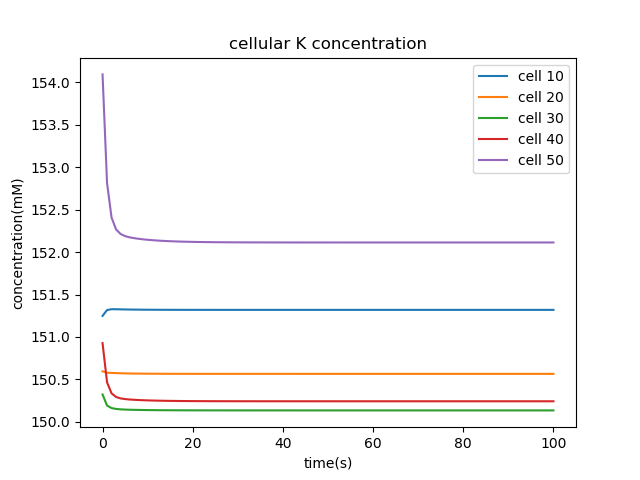 cellular K concentration
154.0
153.5
153.0
152.5
152.0
151.5
151.0
150.5
150.0
concentration(mM)
cell 10
cell 20
cell 30
cell 40
cell 50
0
20
40
60
80
100
time(s)